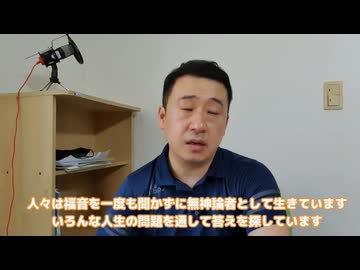 人々は福音を一度も聞かずに無神論者として生きています
いろんな人生の問題を通して答えを探しています